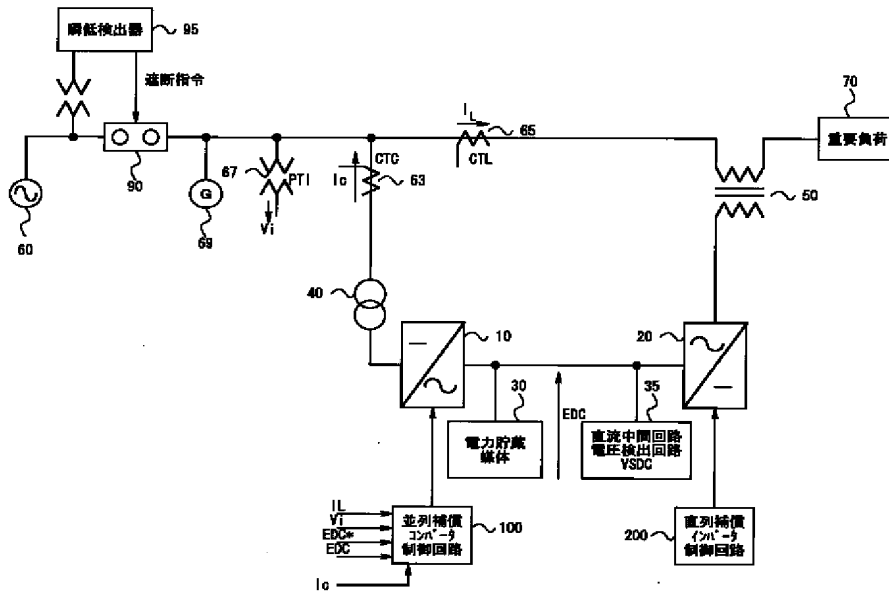 瞬低検出器
95
遮断指令
90
60
G
69
67
PTI
Vi
CTC
Ic
63
IL
65
CTL
70
重要負荷
50
40
10
20
30
電力貯蔵
媒体
EDC
35
直流中間回路
電圧検出回路
VSDC
IL
Vi
EDC*
EDC
Ic
並列補償
コンバータ
制御回路
100
200
直列補償
インバータ
制御回路